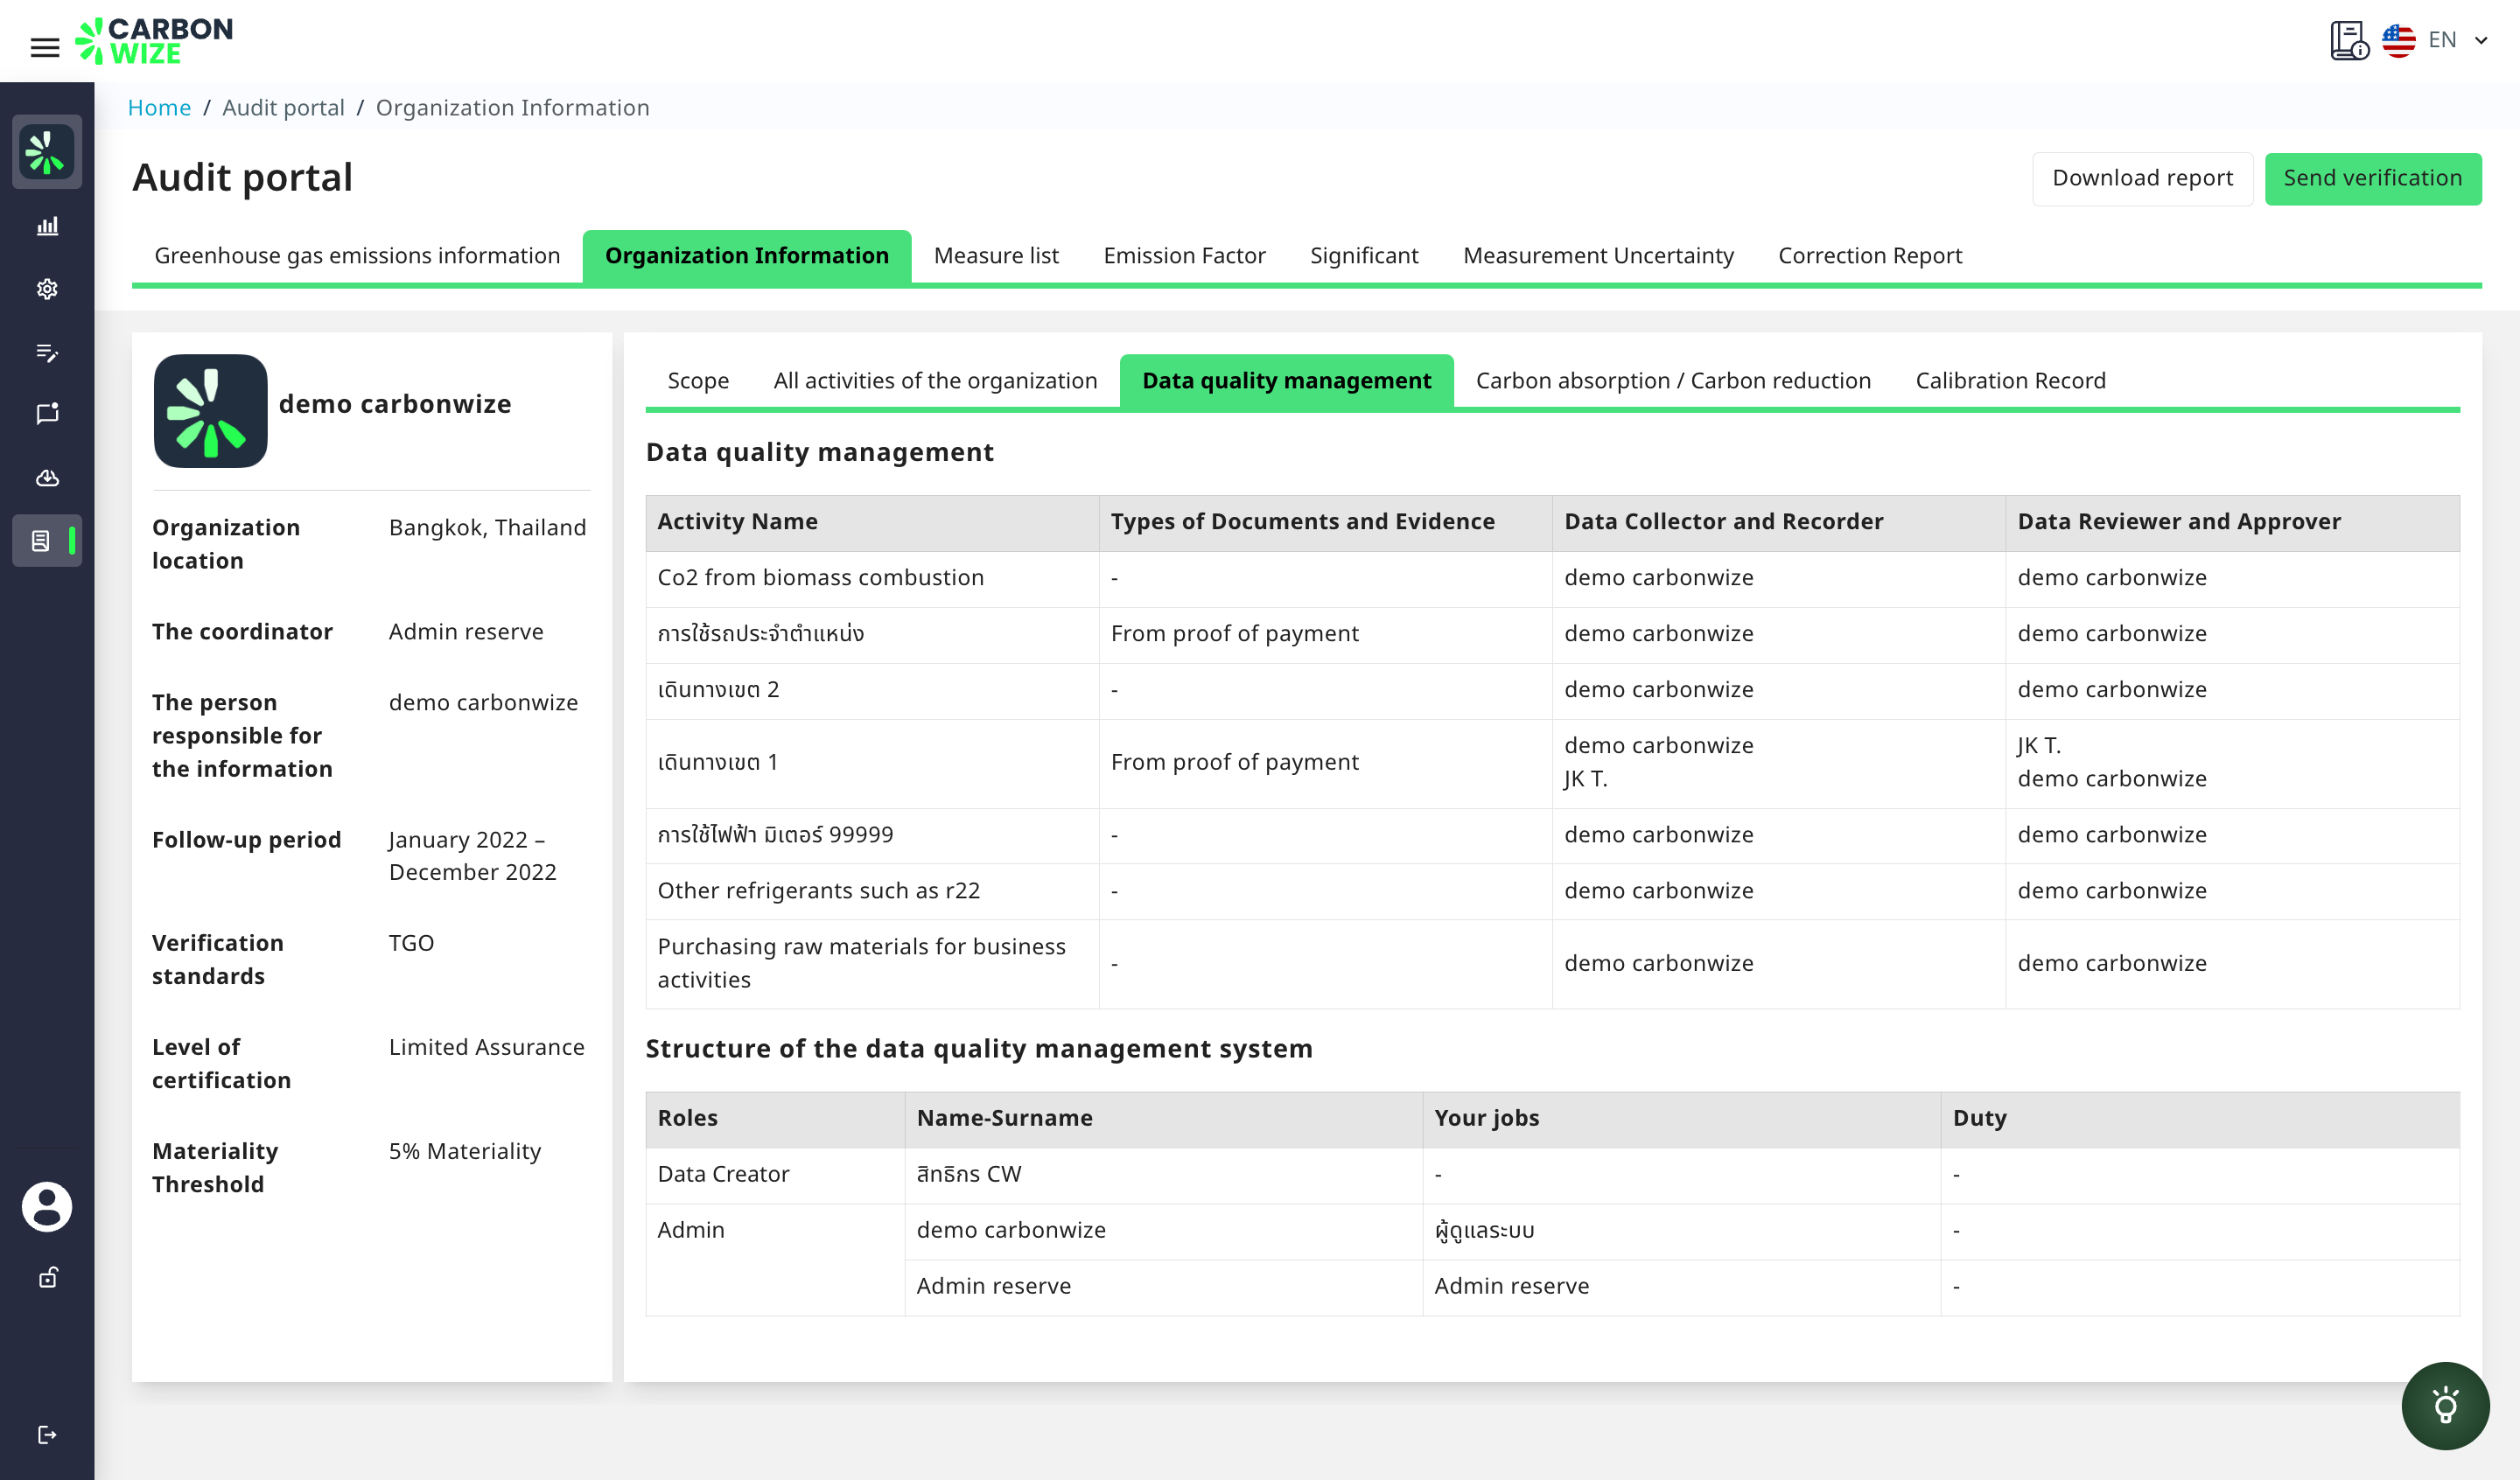 CARBON
WIZE
EN
Home / Audit portal / Organization Information
Audit portal
Download report
Send verification
Greenhouse gas emissions information
Organization Information
Measure list
Emission Factor
Significant
Measurement Uncertainty
Correction Report
demo carbonwize
Organization
location
Bangkok, Thailand
The coordinator
Admin reserve
The person
responsible for
the information
demo carbonwize
Follow-up period
January 2022 –
December 2022
Verification
standards
TGO
Level of
certification
Limited Assurance
Materiality
Threshold
5% Materiality
Scope
All activities of the organization
Data quality management
Carbon absorption / Carbon reduction
Calibration Record
Data quality management
Activity Name
Types of Documents and Evidence
Data Collector and Recorder
Data Reviewer and Approver
Co2 from biomass combustion
-
demo carbonwize
demo carbonwize
การใช้รถประจำตำแหน่ง
From proof of payment
demo carbonwize
demo carbonwize
เดินทางเขต 2
-
demo carbonwize
demo carbonwize
เดินทางเขต 1
From proof of payment
demo carbonwize
JK T.
JK T.
demo carbonwize
การใช้ไฟฟ้า มิเตอร์ 99999
-
demo carbonwize
demo carbonwize
Other refrigerants such as r22
-
demo carbonwize
demo carbonwize
Purchasing raw materials for business
activities
-
demo carbonwize
demo carbonwize
Structure of the data quality management system
Roles
Name-Surname
Your jobs
Duty
Data Creator
สิทธิกร CW
-
-
Admin
demo carbonwize
ผู้ดูแลระบบ
-
Admin reserve
Admin reserve
-